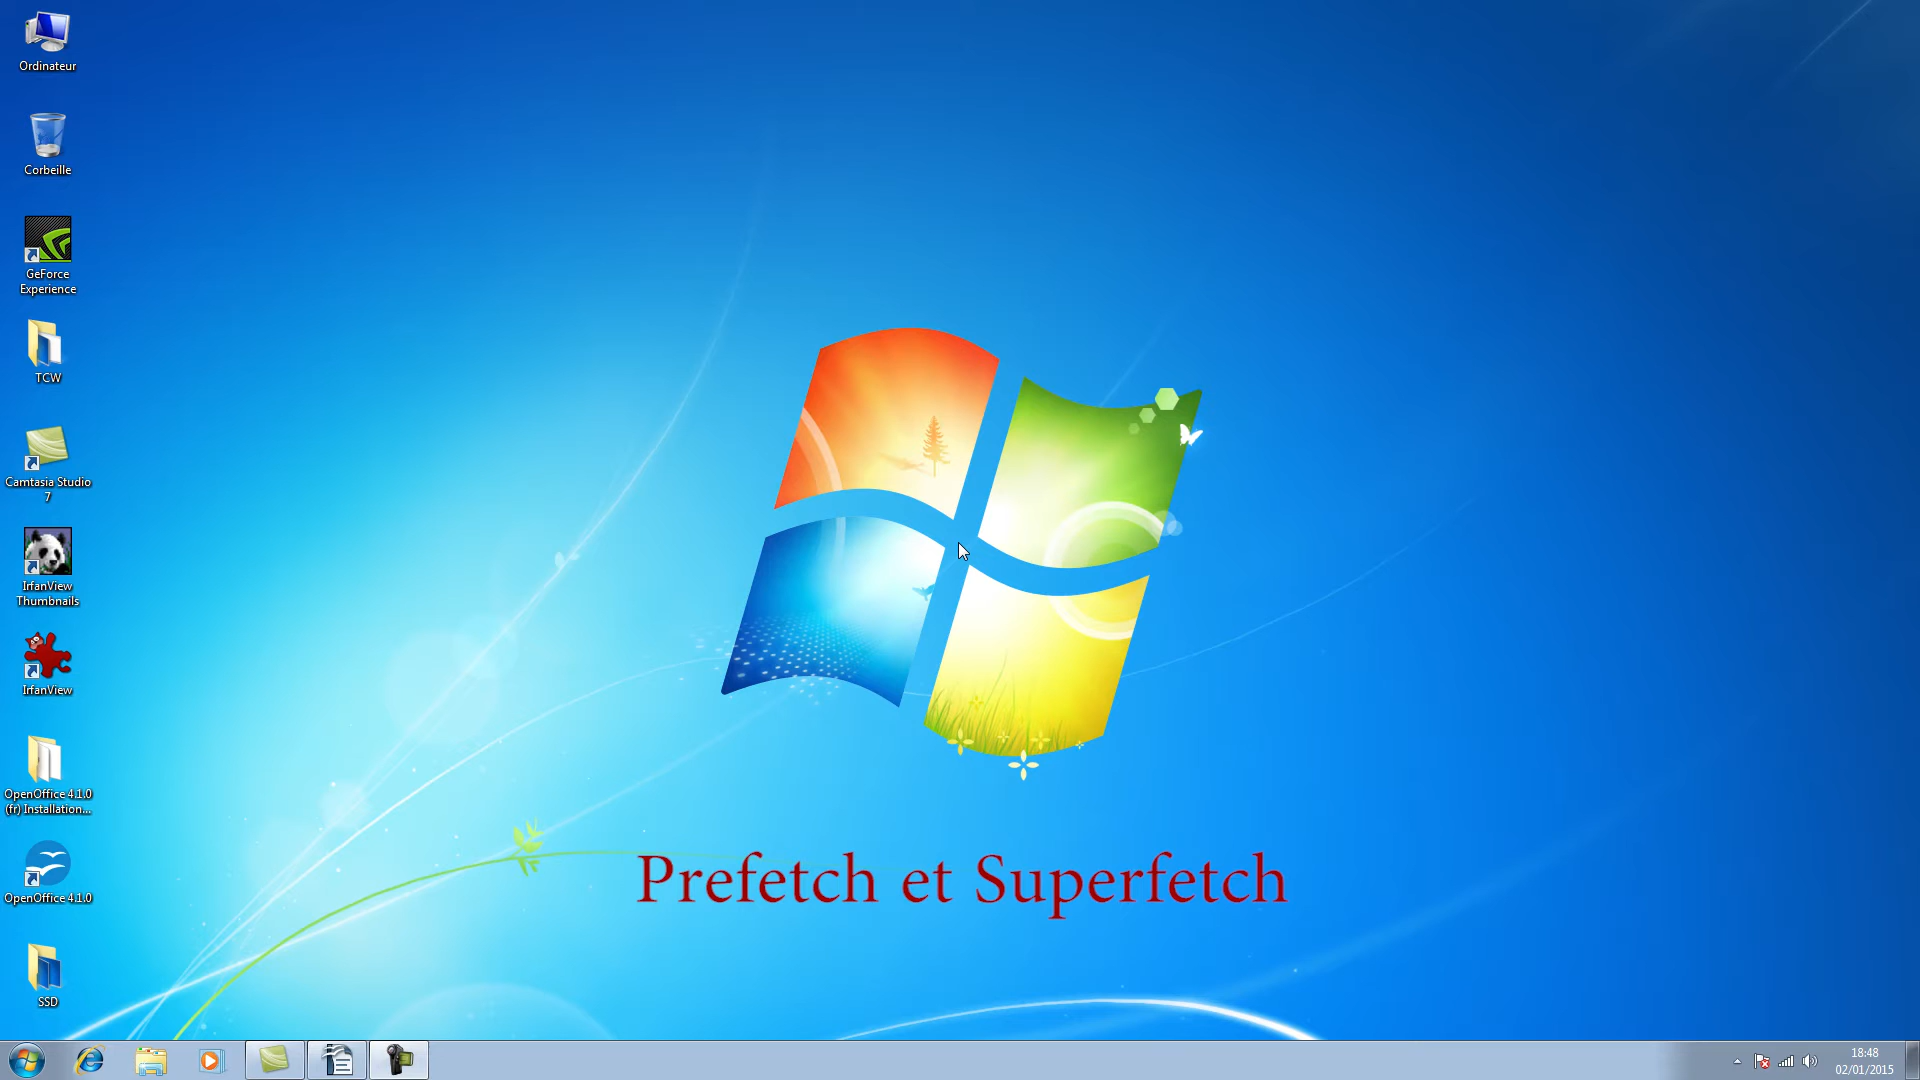 Ordinateur
Corbeille
GeForce
Experience
TCW
Camtasia Studio
7
IrfanView
Thumbnails
IrfanView
OpenOffice 4.1.0
(fr) Installation...
OpenOffice 4.1.0
SSD
Prefetch et Superfetch
18:48
02/01/2015